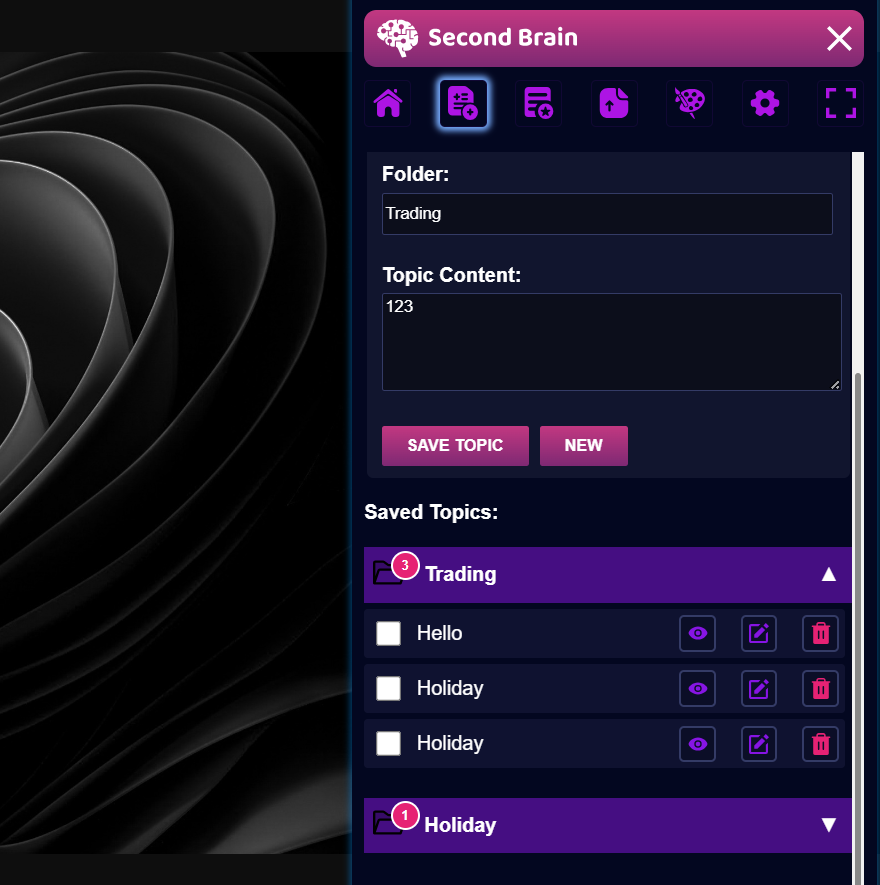 Second Brain
Folder:
Trading
Topic Content:
123
SAVE TOPIC NEW
Saved Topics:
3 Trading ▲
Hello
Holiday
Holiday
1 Holiday ▼